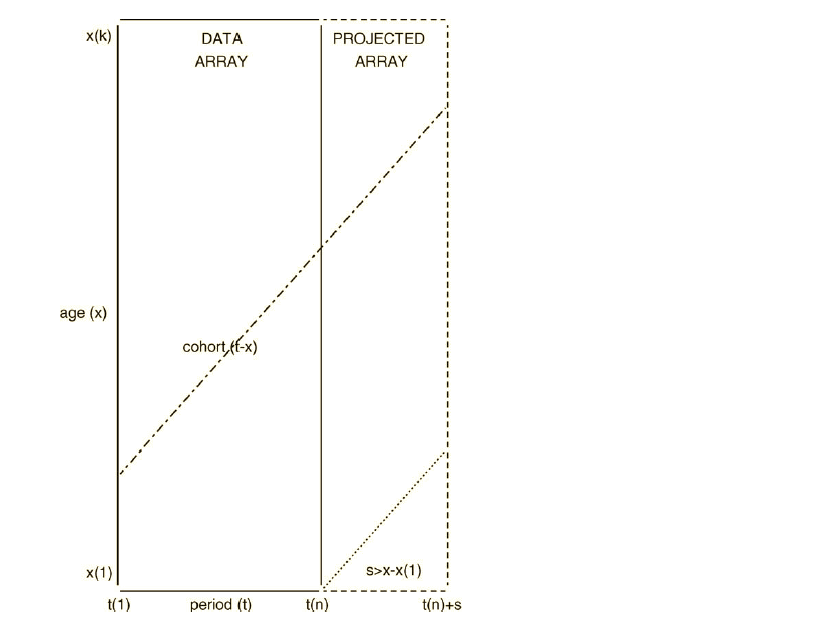 x(k)
DATA
ARRAY
PROJECTED
ARRAY
age (x)
cohort (t-x)
s>x-x(1)
x(1)
t(1)
period (t)
t(n)
t(n)+s